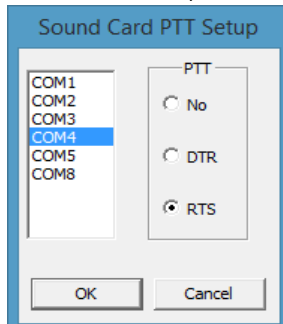 Sound Card PTT Setup
PTT
COM1
COM2
COM3
COM4
COM5
COM8
No
DTR
RTS
OK
Cancel